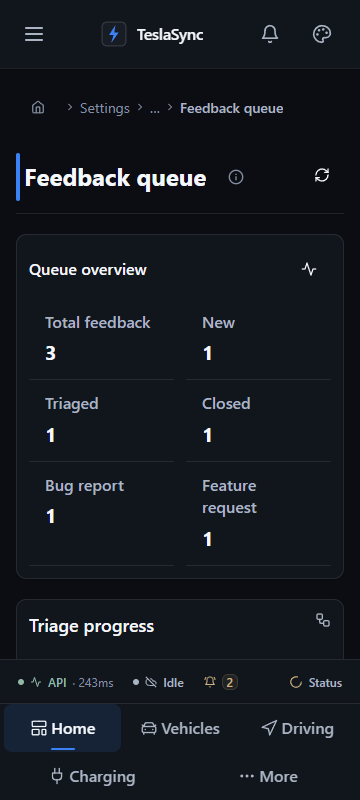 TeslaSync
Settings ... Feedback queue
Feedback queue
Queue overview
Total feedback
3
New
1
Triaged
1
Closed
1
Bug report
1
Feature
request
1
Triage progress
API · 243ms Idle 2 Status
Home Vehicles Driving
Charging ··· More